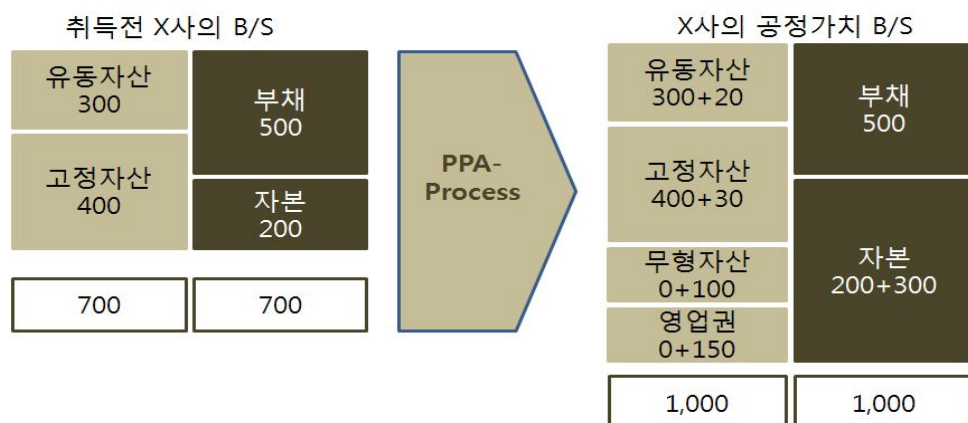 취득전 X사의 B/S
유동자산
300
부채
500
고정자산
400
자본
200
700
700
PPA-
Process
X사의 공정가치 B/S
유동자산
300+20
부채
500
고정자산
400+30
무형자산
0+100
자본
200+300
영업권
0+150
1,000
1,000